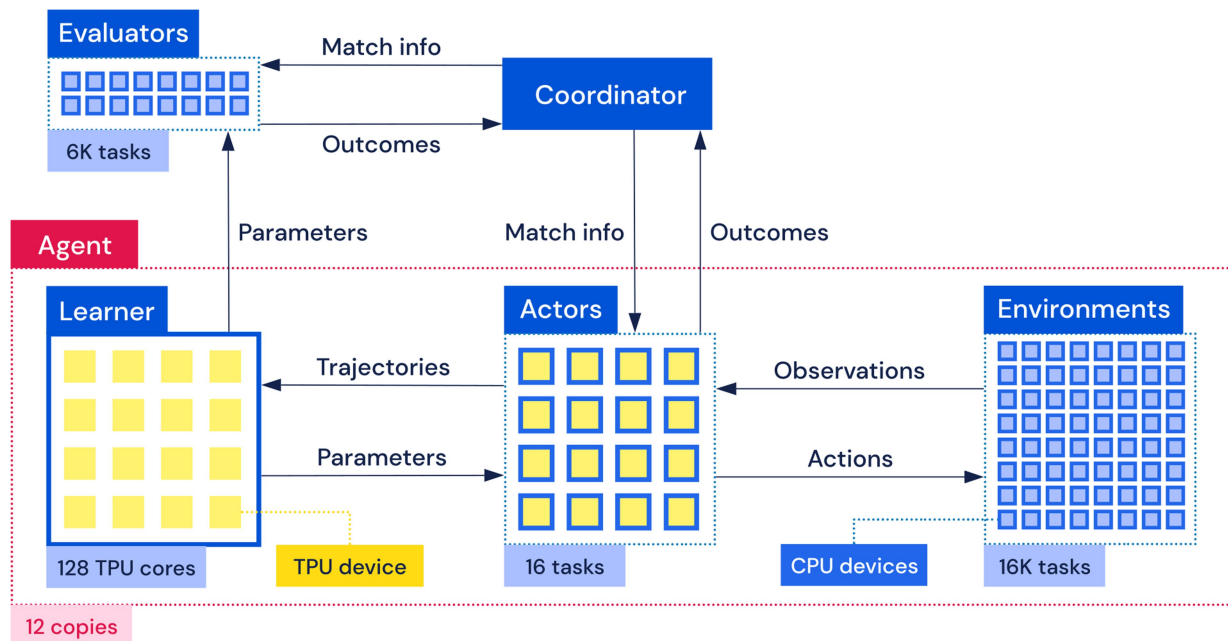 Evaluators
Match info
Coordinator
Outcomes
6K tasks
Parameters
Match info
Outcomes
Agent
Learner
Actors
Environments
Trajectories
Observations
Parameters
Actions
128 TPU cores
TPU device
16 tasks
CPU devices
16K tasks
12 copies